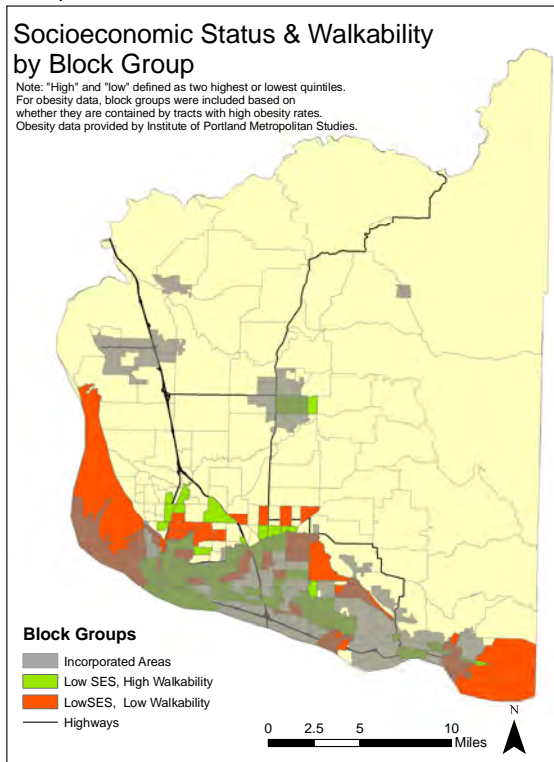 Socioeconomic Status & Walkability
by Block Group
Note: "High" and "low" defined as two highest or lowest quintiles.
For obesity data, block groups were included based on
whether they are contained by tracts with high obesity rates.
Obesity data provided by Institute of Portland Metropolitan Studies.
Block Groups
Incorporated Areas
Low SES, High Walkability
LowSES, Low Walkability
Highways
N
0 2.5 5 10
Miles